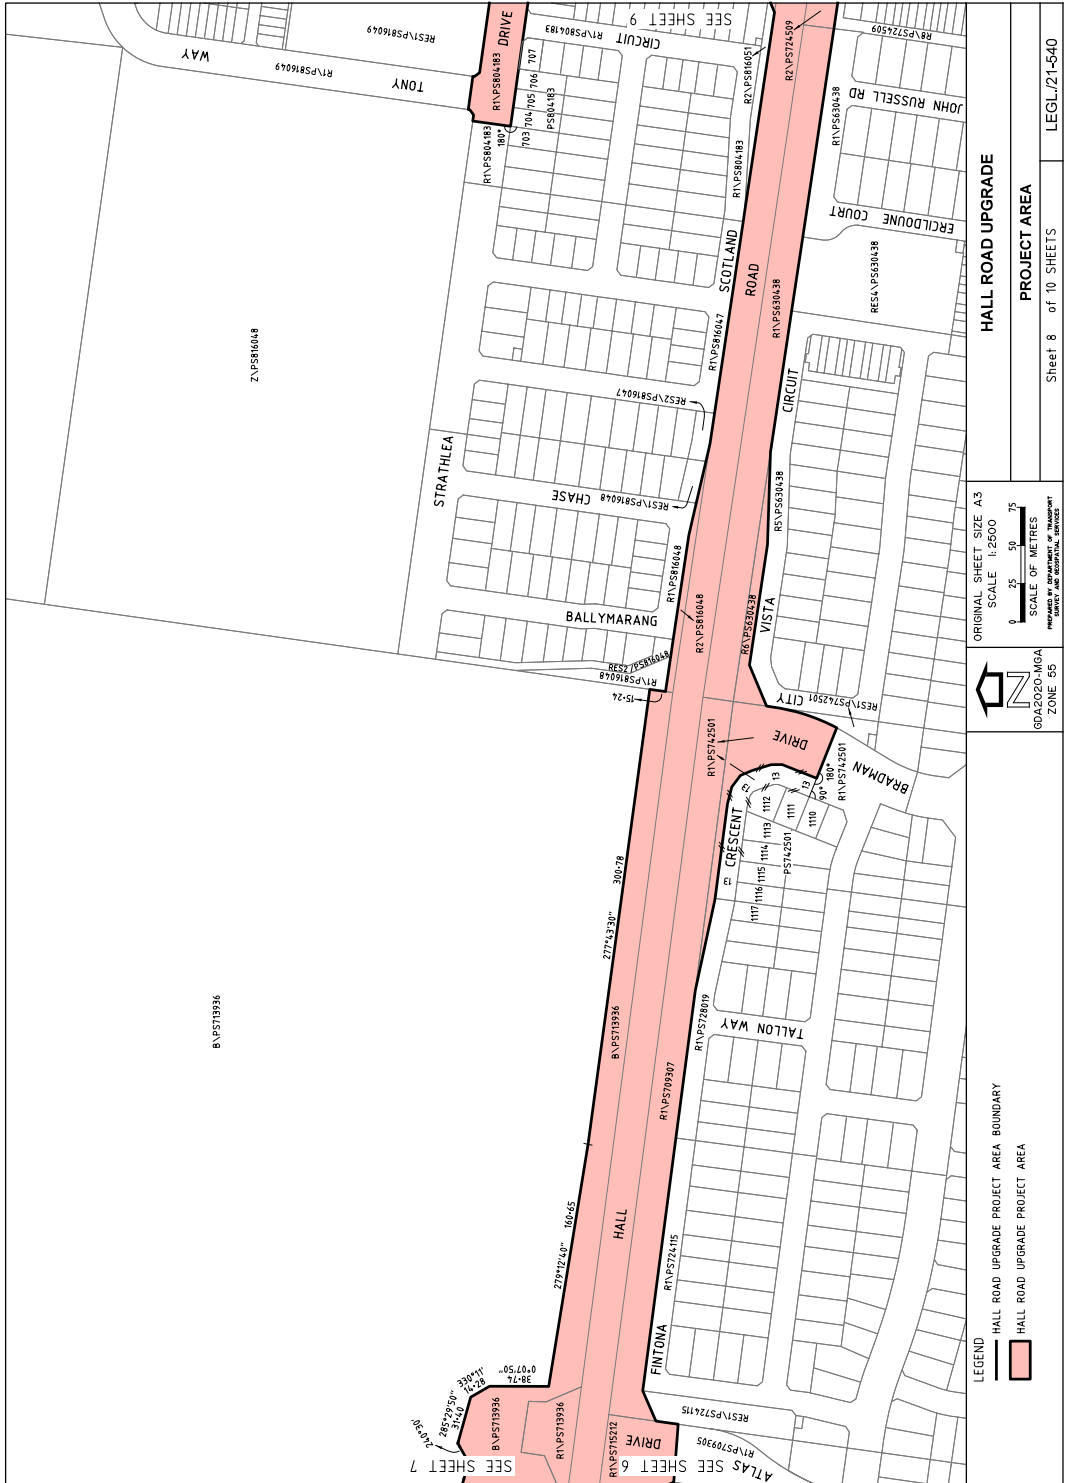 SEE SHEET 7
240°30'
285°29'50"
31·40
330°11'
14·28
0°07'50"
38·74
B\PS713936
R1\PS713936
SEE SHEET 6
R1\PS715212
DRIVE
R1\PS709305
ATLAS
RES1\PS724115
FINTONA
R1\PS724115
279°12'40"
160·65
HALL
B\PS713936
B\PS713936
R1\PS709307
R1\PS728019
TALLON WAY
277°43'30"
300·78
13
CRESCENT
1117 1116 1115 1114 1113
1112
1111
1110
PS742501
13
13
13
90°
180°
R1\PS742501
R1\PS742501
DRIVE
BRADMAN
CITY
RES1\PS742501
15·24
R1\PS816048
RES2\PS816048
BALLYMARANG
R1\PS816048
R2\PS816048
R6\PS630438
VISTA
R5\PS630438
CIRCUIT
STRATHLEA
CHASE
RES1\PS816048
RES2\PS816047
R1\PS816047
Z\PS816048
SCOTLAND
ROAD
R1\PS630438
RES4\PS630438
ERCILDOUNE COURT
JOHN RUSSELL RD
R1\PS630438
R8\PS724509
R2\PS724509
R2\PS816051
R1\PS804183
SEE SHEET 9
CIRCUIT
R1\PS804183
703 704 705 706 707
PS804183
180°
R1\PS804183
R1\PS804183
DRIVE
TONY
WAY
R1\PS816049
RES1\PS816049
LEGEND
HALL ROAD UPGRADE PROJECT AREA BOUNDARY
HALL ROAD UPGRADE PROJECT AREA
N
GDA2020-MGA
ZONE 55
ORIGINAL SHEET SIZE A3
SCALE 1:2500
0 25 50 75
SCALE OF METRES
PREPARED BY DEPARTMENT OF TRANSPORT
SURVEY AND GEOSPATIAL SERVICES
HALL ROAD UPGRADE
PROJECT AREA
Sheet 8 of 10 SHEETS
LEGL./21-540